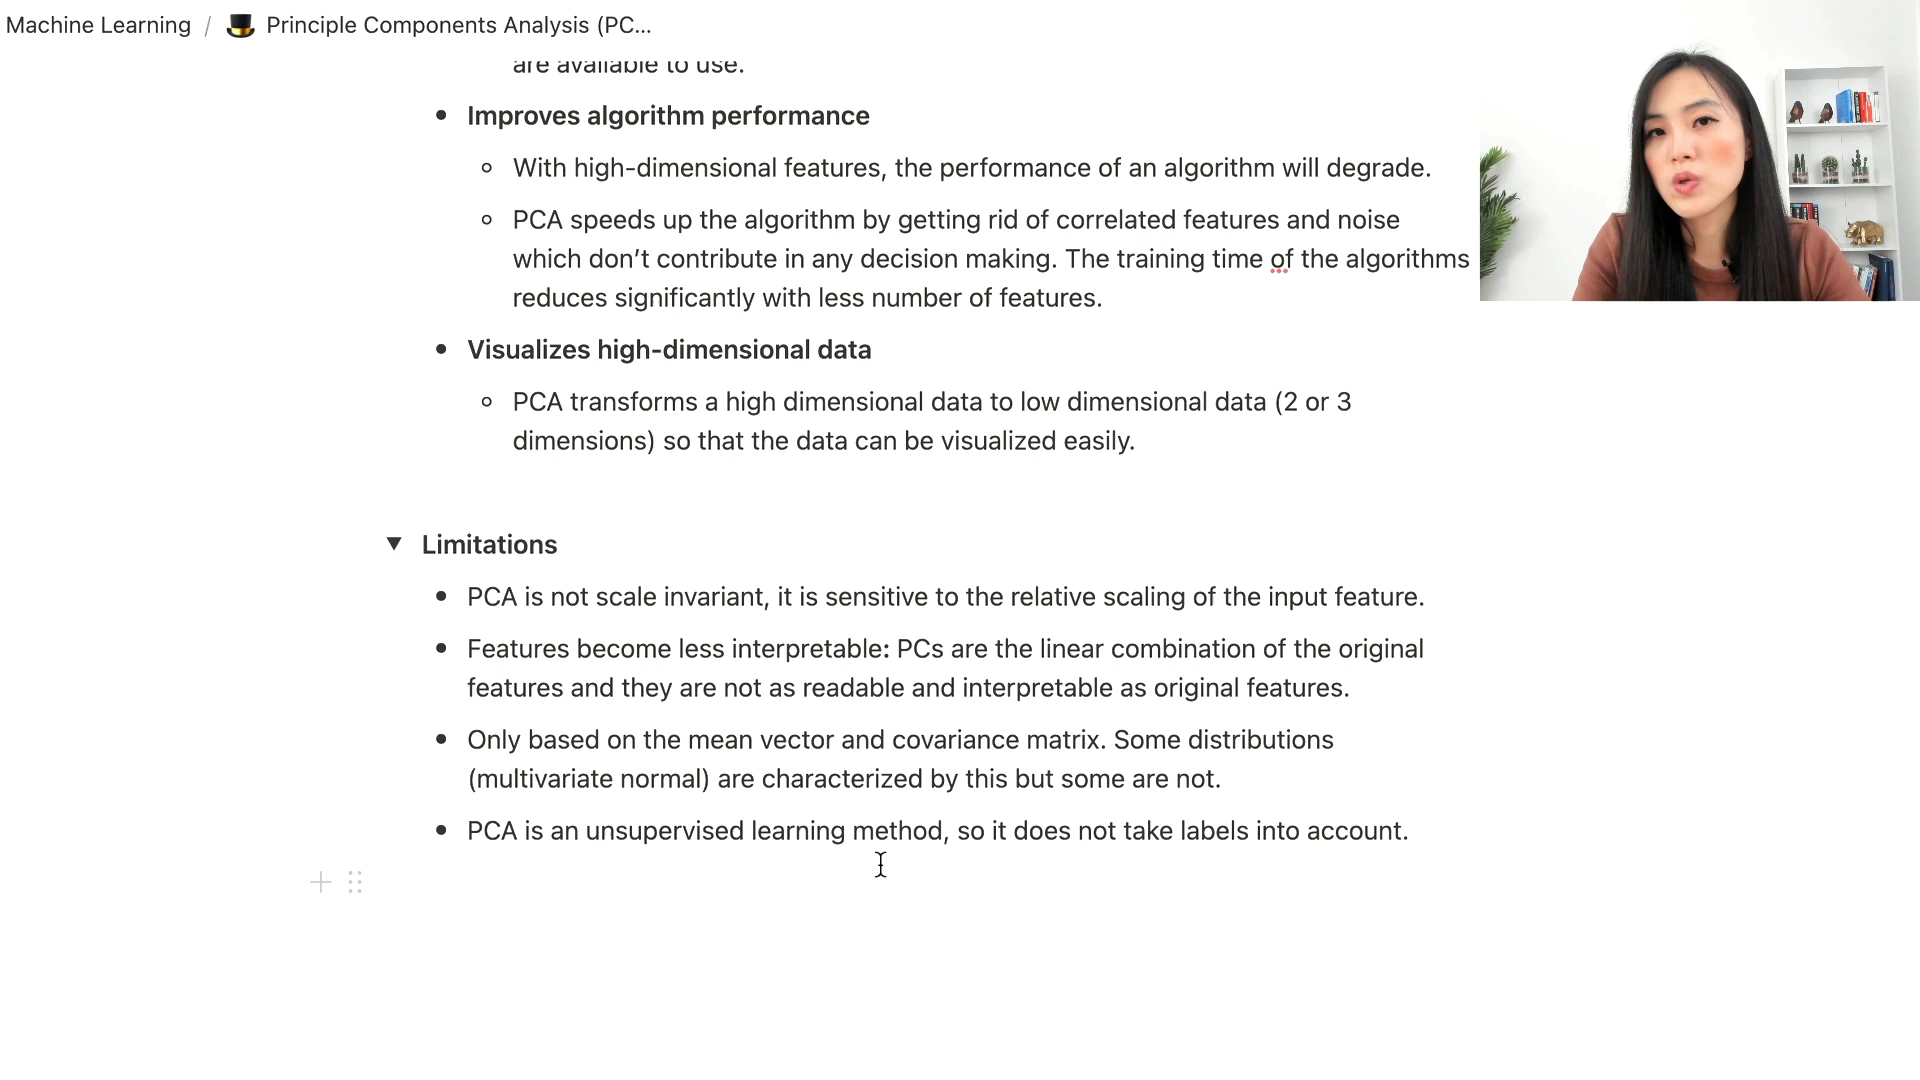 Machine Learning / Principle Components Analysis (PC...
are available to use.
Improves algorithm performance
With high-dimensional features, the performance of an algorithm will degrade.
PCA speeds up the algorithm by getting rid of correlated features and noise
which don’t contribute in any decision making. The training time of the algorithms
reduces significantly with less number of features.
Visualizes high-dimensional data
PCA transforms a high dimensional data to low dimensional data (2 or 3
dimensions) so that the data can be visualized easily.
Limitations
PCA is not scale invariant, it is sensitive to the relative scaling of the input feature.
Features become less interpretable: PCs are the linear combination of the original
features and they are not as readable and interpretable as original features.
Only based on the mean vector and covariance matrix. Some distributions
(multivariate normal) are characterized by this but some are not.
PCA is an unsupervised learning method, so it does not take labels into account.